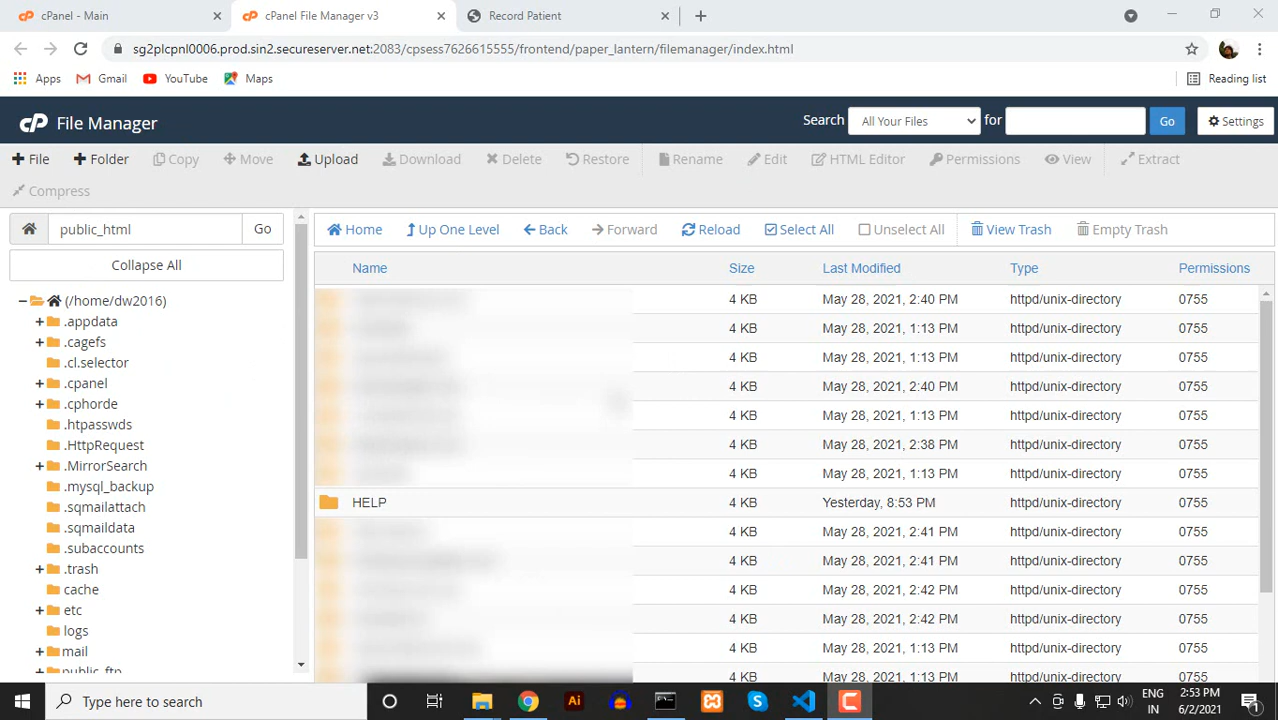 cPanel - Main
cPanel File Manager v3
Record Patient
sg2plcpnl0006.prod.sin2.secureserver.net:2083/cpsess7626615555/frontend/paper_lantern/filemanager/index.html
Apps Gmail YouTube Maps Reading list
cP File Manager
Search All Your Files for Go Settings
File Folder Copy Move Upload Download Delete Restore Rename Edit HTML Editor Permissions View Extract
Compress
public_html Go
Home Up One Level Back Forward Reload Select All Unselect All View Trash Empty Trash
Collapse All
Name Size Last Modified Type Permissions
(/home/dw2016)
.appdata
.cagefs
.cl.selector
.cpanel
.cphorde
.htpasswds
.HttpRequest
.MirrorSearch
.mysql_backup
.sqmailattach
.sqmaildata
.subaccounts
.trash
cache
etc
logs
mail
public_ftp
4 KB May 28, 2021, 2:40 PM httpd/unix-directory 0755
4 KB May 28, 2021, 1:13 PM httpd/unix-directory 0755
4 KB May 28, 2021, 1:13 PM httpd/unix-directory 0755
4 KB May 28, 2021, 2:40 PM httpd/unix-directory 0755
4 KB May 28, 2021, 1:13 PM httpd/unix-directory 0755
4 KB May 28, 2021, 2:38 PM httpd/unix-directory 0755
4 KB May 28, 2021, 1:13 PM httpd/unix-directory 0755
HELP 4 KB Yesterday, 8:53 PM httpd/unix-directory 0755
4 KB May 28, 2021, 2:41 PM httpd/unix-directory 0755
4 KB May 28, 2021, 2:41 PM httpd/unix-directory 0755
4 KB May 28, 2021, 2:42 PM httpd/unix-directory 0755
4 KB May 28, 2021, 2:42 PM httpd/unix-directory 0755
4 KB May 28, 2021, 1:13 PM httpd/unix-directory 0755
4 KB May 28, 2021, 1:13 PM httpd/unix-directory 0755
Type here to search
Ai
ENG
IN
2:53 PM
6/2/2021
1